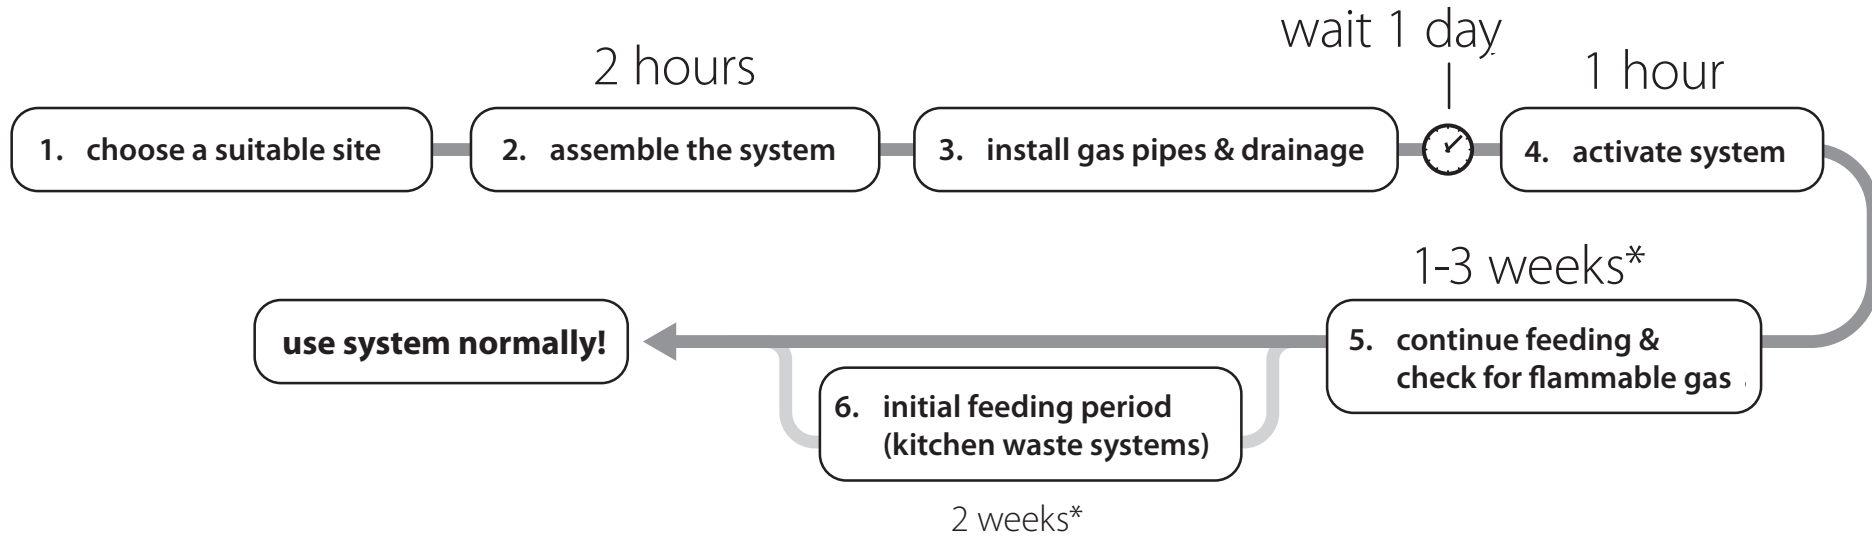 wait 1 day
2 hours
1 hour
1. choose a suitable site
2. assemble the system
3. install gas pipes & drainage
4. activate system
1-3 weeks*
use system normally!
5. continue feeding &
check for flammable gas
6. initial feeding period
(kitchen waste systems)
2 weeks*